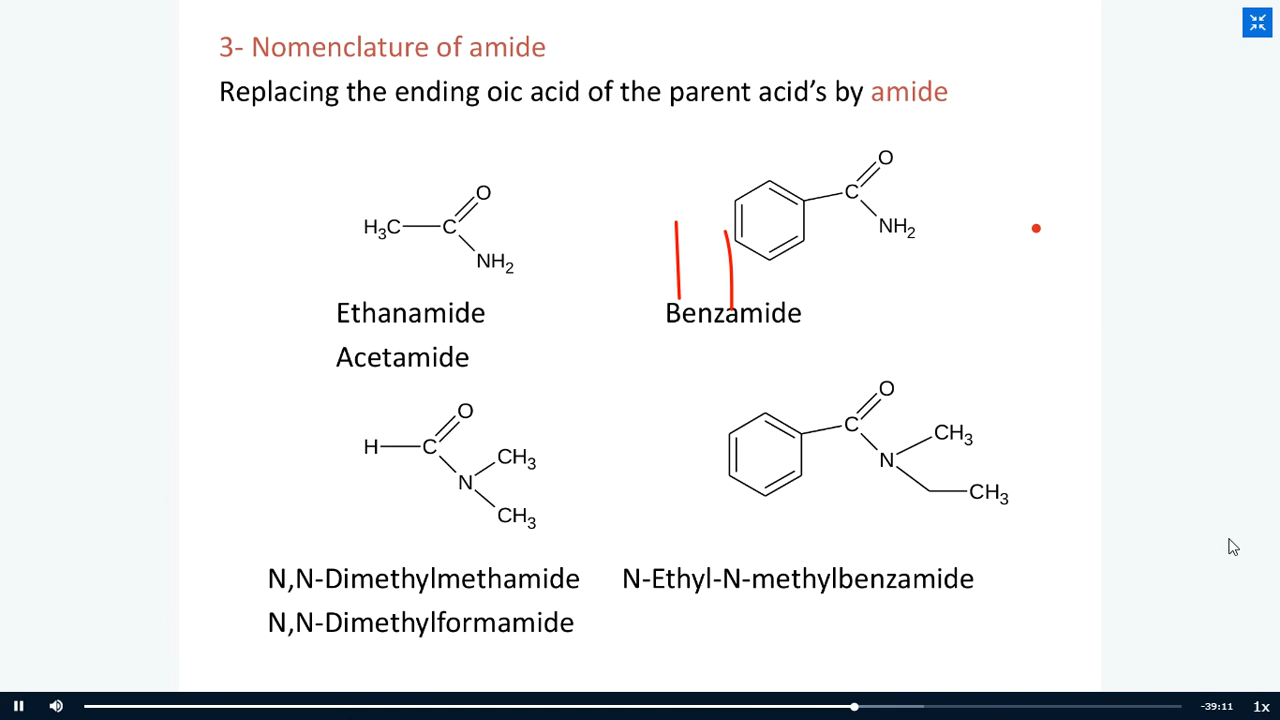 3- Nomenclature of amide
Replacing the ending oic acid of the parent acid's by amide
O
H3C C
NH2
O
C
NH2
Ethanamide
Acetamide
Benzamide
O
H C
CH3
N
CH3
O
C
CH3
N
CH3
N,N-Dimethylmethamide
N,N-Dimethylformamide
N-Ethyl-N-methylbenzamide
-39:11 1x